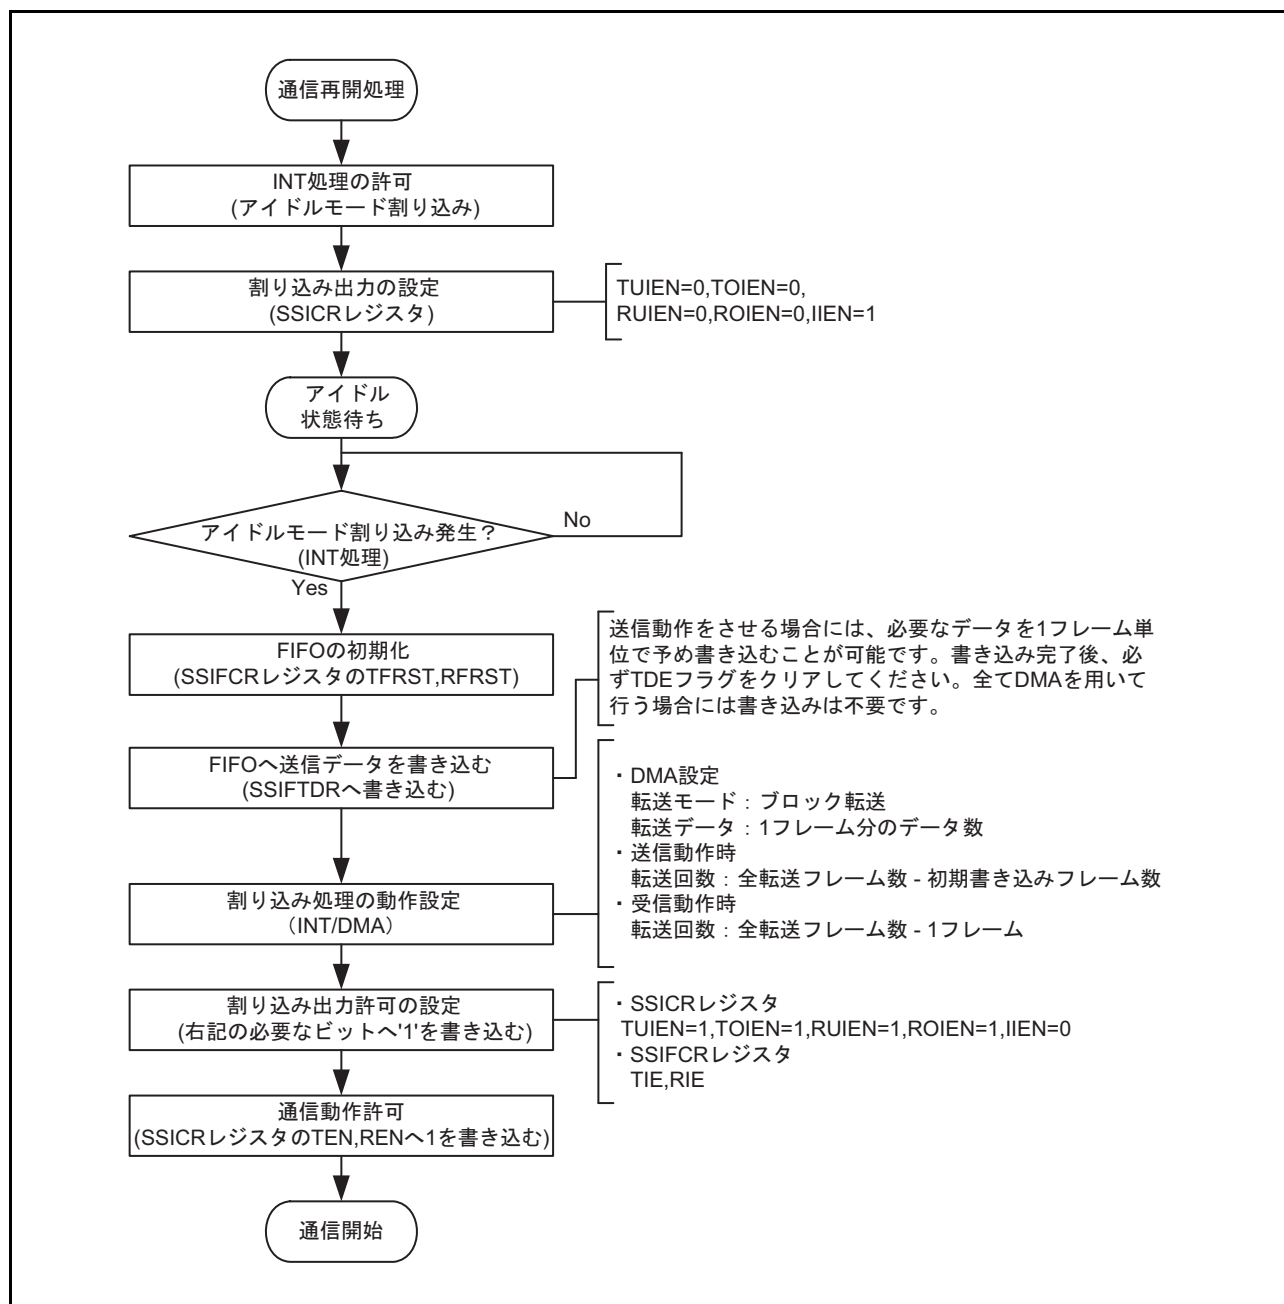 通信再開処理
INT処理の許可
(アイドルモード割り込み)
割り込み出力の設定
(SSICRレジスタ)
TUIEN=0,TOIEN=0,
RUIEN=0,ROIEN=0,IIEN=1
アイドル
状態待ち
アイドルモード割り込み発生？
(INT処理)
No
Yes
FIFOの初期化
(SSIFCRレジスタのTFRST,RFRST)
FIFOへ送信データを書き込む
(SSIFTDRへ書き込む)
送信動作をさせる場合には、必要なデータを1フレーム単
位で予め書き込むことが可能です。書き込み完了後、必
ずTDEフラグをクリアしてください。全てDMAを用いて
行う場合には書き込みは不要です。
割り込み処理の動作設定
（INT/DMA）
・DMA設定
転送モード：ブロック転送
転送データ：1フレーム分のデータ数
・送信動作時
転送回数：全転送フレーム数 - 初期書き込みフレーム数
・受信動作時
転送回数：全転送フレーム数 - 1フレーム
割り込み出力許可の設定
(右記の必要なビットへ'1'を書き込む)
・SSICRレジスタ
TUIEN=1,TOIEN=1,RUIEN=1,ROIEN=1,IIEN=0
・SSIFCRレジスタ
TIE,RIE
通信動作許可
(SSICRレジスタのTEN,RENへ1を書き込む)
通信開始